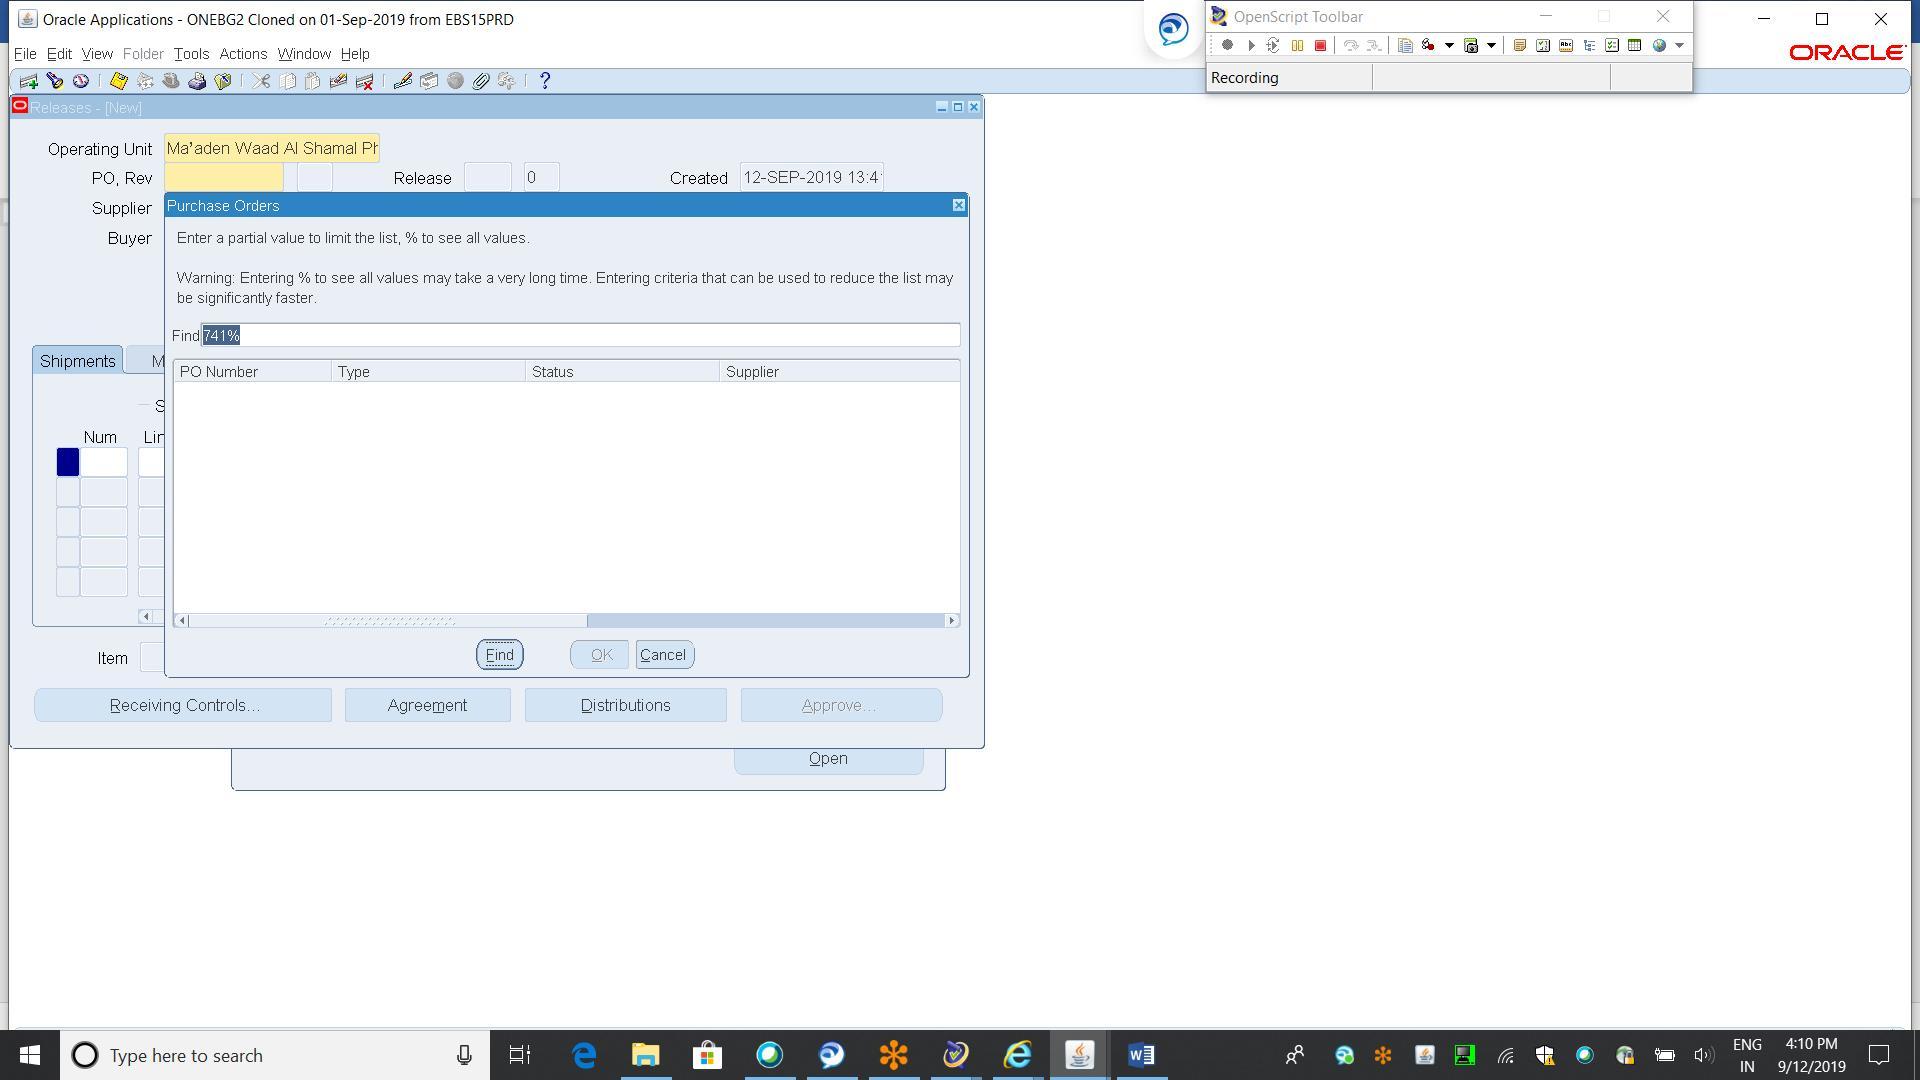 Oracle Applications - ONEBG2 Cloned on 01-Sep-2019 from EBS15PRD
OpenScript Toolbar
File Edit View Folder Tools Actions Window Help
ORACLE
Recording
Releases - [New]
Operating Unit Ma'aden Waad Al Shamal Ph
PO, Rev Release 0 Created 12-SEP-2019 13:4
Supplier
Buyer
Purchase Orders
Enter a partial value to limit the list, % to see all values.
Warning: Entering % to see all values may take a very long time. Entering criteria that can be used to reduce the list may
be significantly faster.
Find 741%
PO Number Type Status Supplier
Shipments M
S
Num Lin
Find OK Cancel
Item
Receiving Controls... Agreement Distributions Approve...
Open
Type here to search
ENG
IN
4:10 PM
9/12/2019